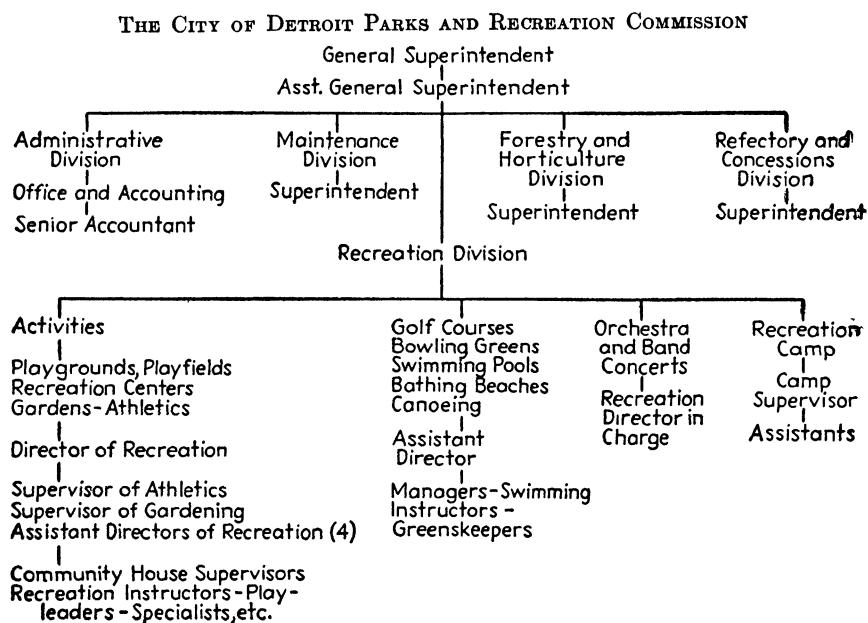 THE CITY OF DETROIT PARKS AND RECREATION COMMISSION
General Superintendent
Asst. General Superintendent
Administrative
Division
Office and Accounting
Senior Accountant
Maintenance
Division
Superintendent
Forestry and
Horticulture
Division
Superintendent
Refectory and
Concessions
Division
Superintendent
Recreation Division
Activities
Playgrounds, Playfields
Recreation Centers
Gardens-Athletics
Director of Recreation
Supervisor of Athletics
Supervisor of Gardening
Assistant Directors of Recreation (4)
Community House Supervisors
Recreation Instructors-Play-
leaders-Specialists, etc.
Golf Courses
Bowling Greens
Swimming Pools
Bathing Beaches
Canoeing
Assistant
Director
Managers-Swimming
Instructors-
Greenskeepers
Orchestra
and Band
Concerts
Recreation
Director in
Charge
Recreation
Camp
Camp
Supervisor
Assistants